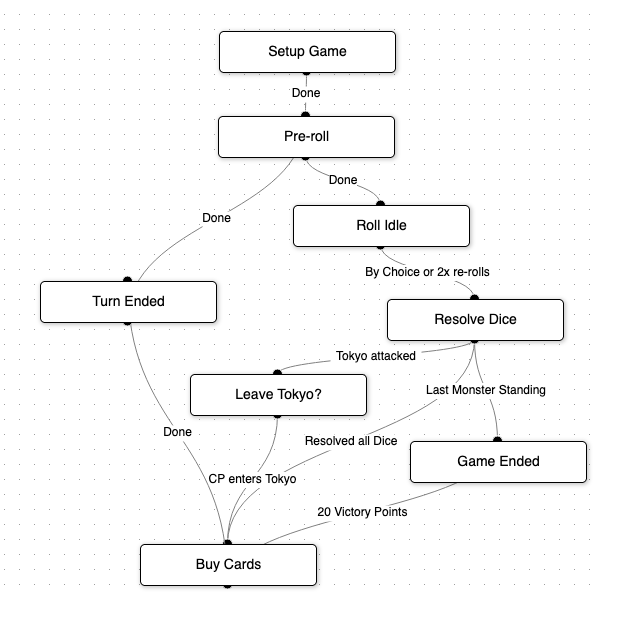 Setup Game
Done
Pre-roll
Done
Done
Roll Idle
By Choice or 2x re-rolls
Turn Ended
Resolve Dice
Tokyo attacked
Leave Tokyo?
Last Monster Standing
Done
Resolved all Dice
Game Ended
CP enters Tokyo
20 Victory Points
Buy Cards